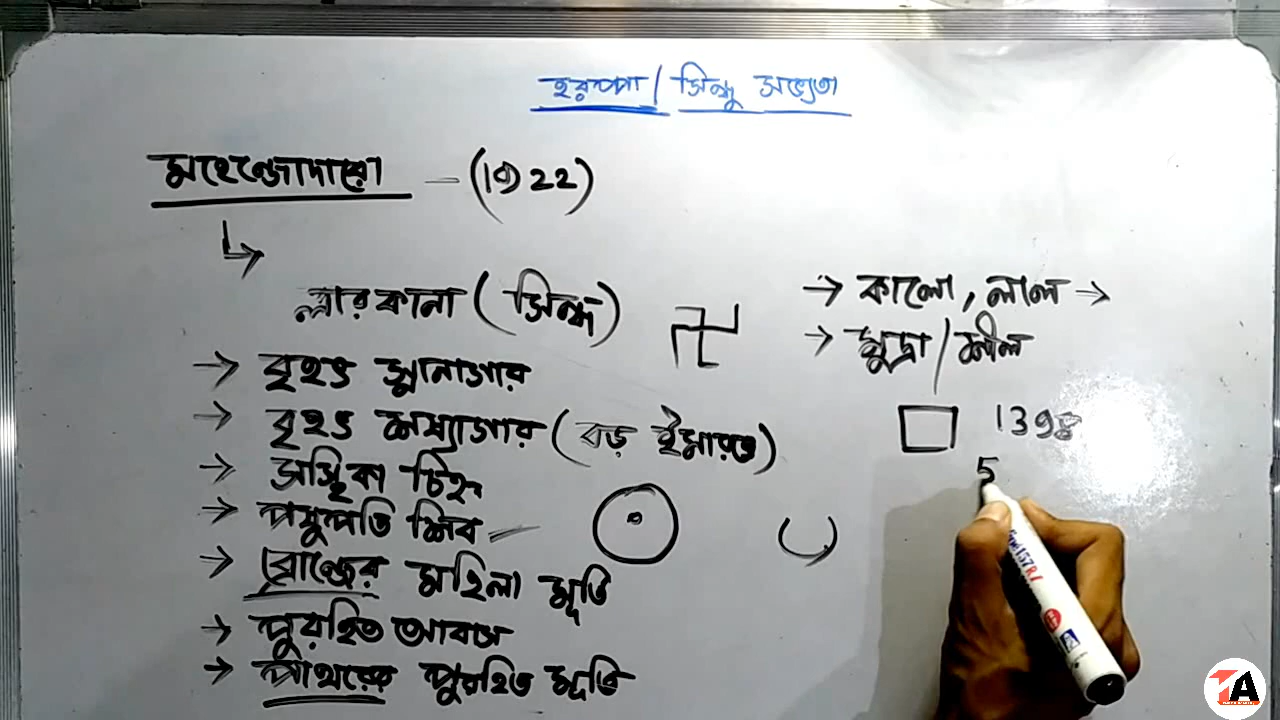 হরপ্পা / সিন্ধু সভ্যতা
মহেন্জোদারো – (1922)
লারকানা (সিন্ধ)
→ বৃহৎ স্নানাগার
→ বৃহৎ শষ্যাগার (বড় ইমারত)
→ স্বস্তিকা চিহ্ন
→ পশুপতি শিব
→ ব্রোন্জের মহিলা মূর্তি
→ পুরহিত আবাস
→ পাথরের পুরহিত মূর্তি
→ কালো, লাল →
→ মুদ্রা / শীল
1398
5
A